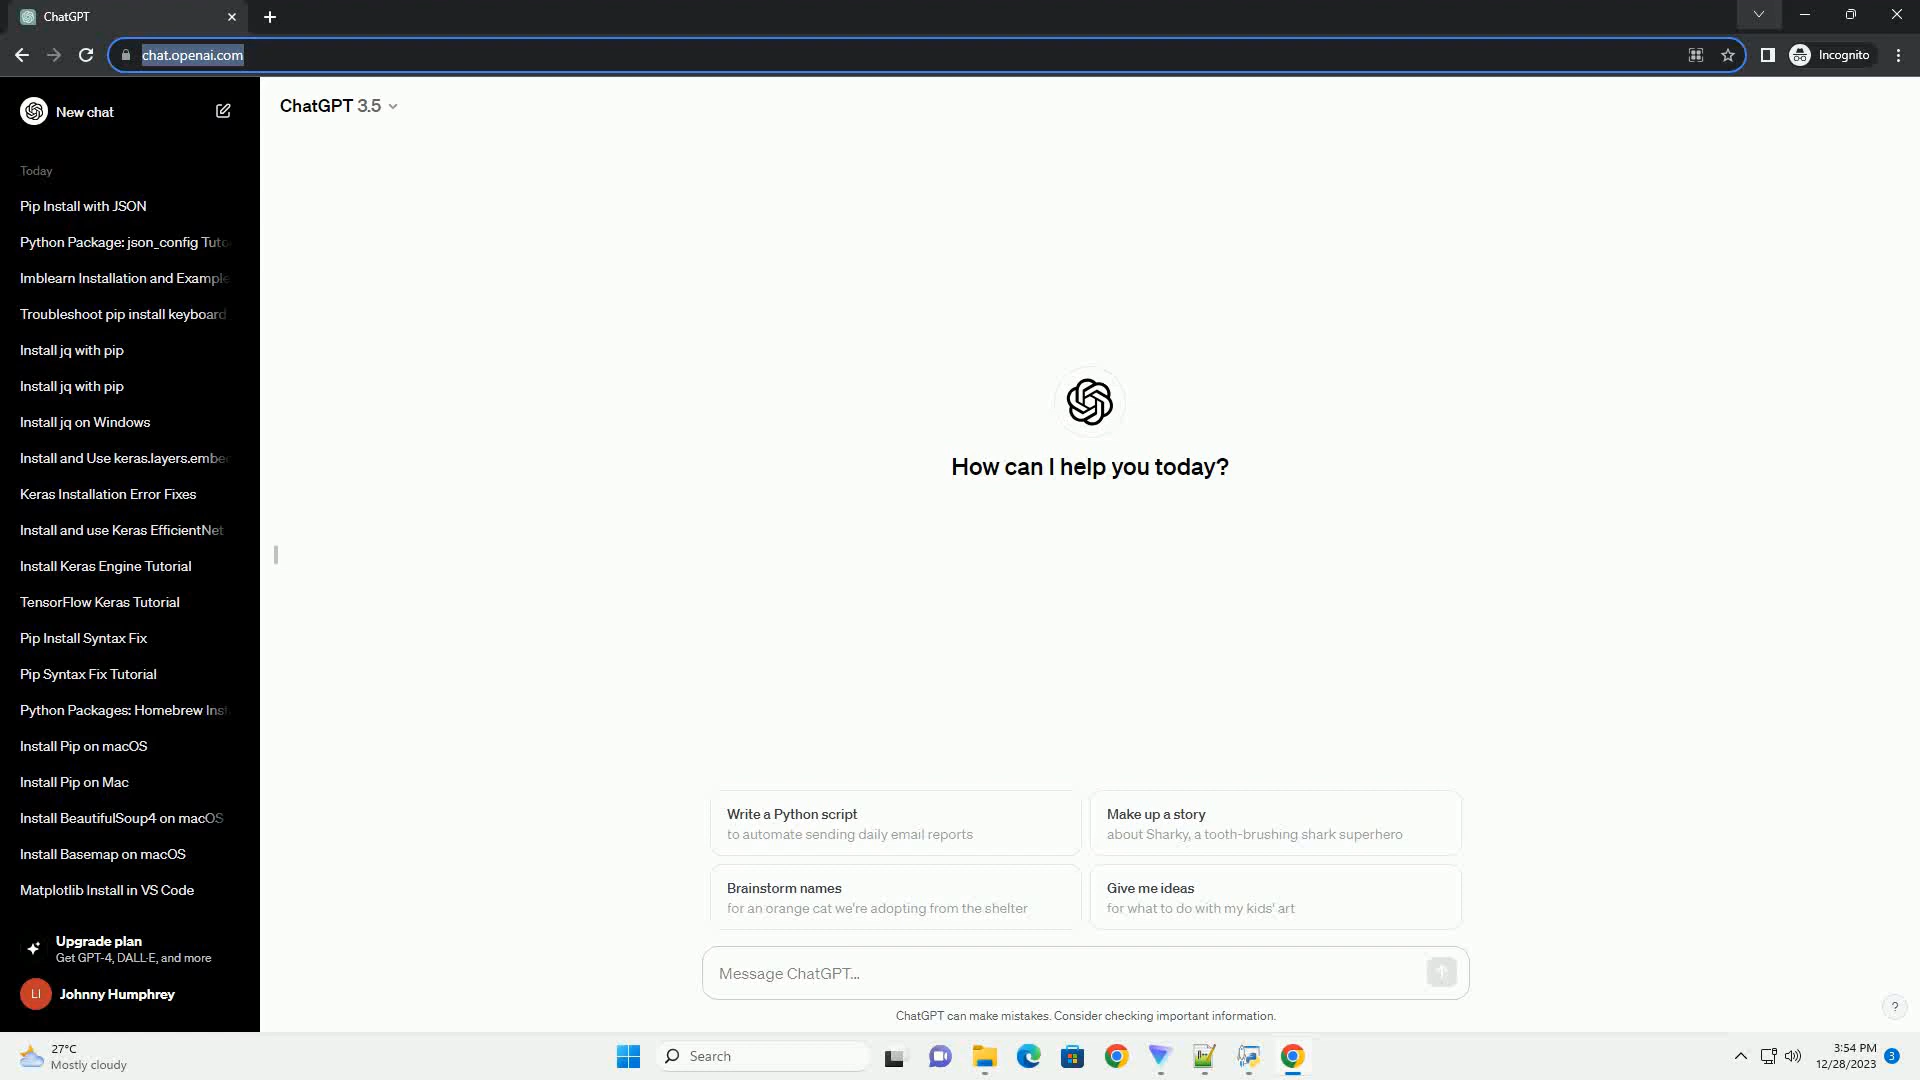 ChatGPT
chat.openai.com
Incognito
New chat
ChatGPT 3.5
Today
Pip Install with JSON
Python Package: json_config Tuto
Imblearn Installation and Example
Troubleshoot pip install keyboard
Install jq with pip
Install jq with pip
Install jq on Windows
Install and Use keras.layers.embed
Keras Installation Error Fixes
Install and use Keras EfficientNet
Install Keras Engine Tutorial
TensorFlow Keras Tutorial
Pip Install Syntax Fix
Pip Syntax Fix Tutorial
Python Packages: Homebrew Inst
Install Pip on macOS
Install Pip on Mac
Install BeautifulSoup4 on macOS
Install Basemap on macOS
Matplotlib Install in VS Code
Upgrade plan
Get GPT-4, DALL·E, and more
LI
Johnny Humphrey
How can I help you today?
Write a Python script
to automate sending daily email reports
Make up a story
about Sharky, a tooth-brushing shark superhero
Brainstorm names
for an orange cat we're adopting from the shelter
Give me ideas
for what to do with my kids' art
Message ChatGPT...
ChatGPT can make mistakes. Consider checking important information.
?
27°C
Mostly cloudy
Search
3:54 PM
12/28/2023
3